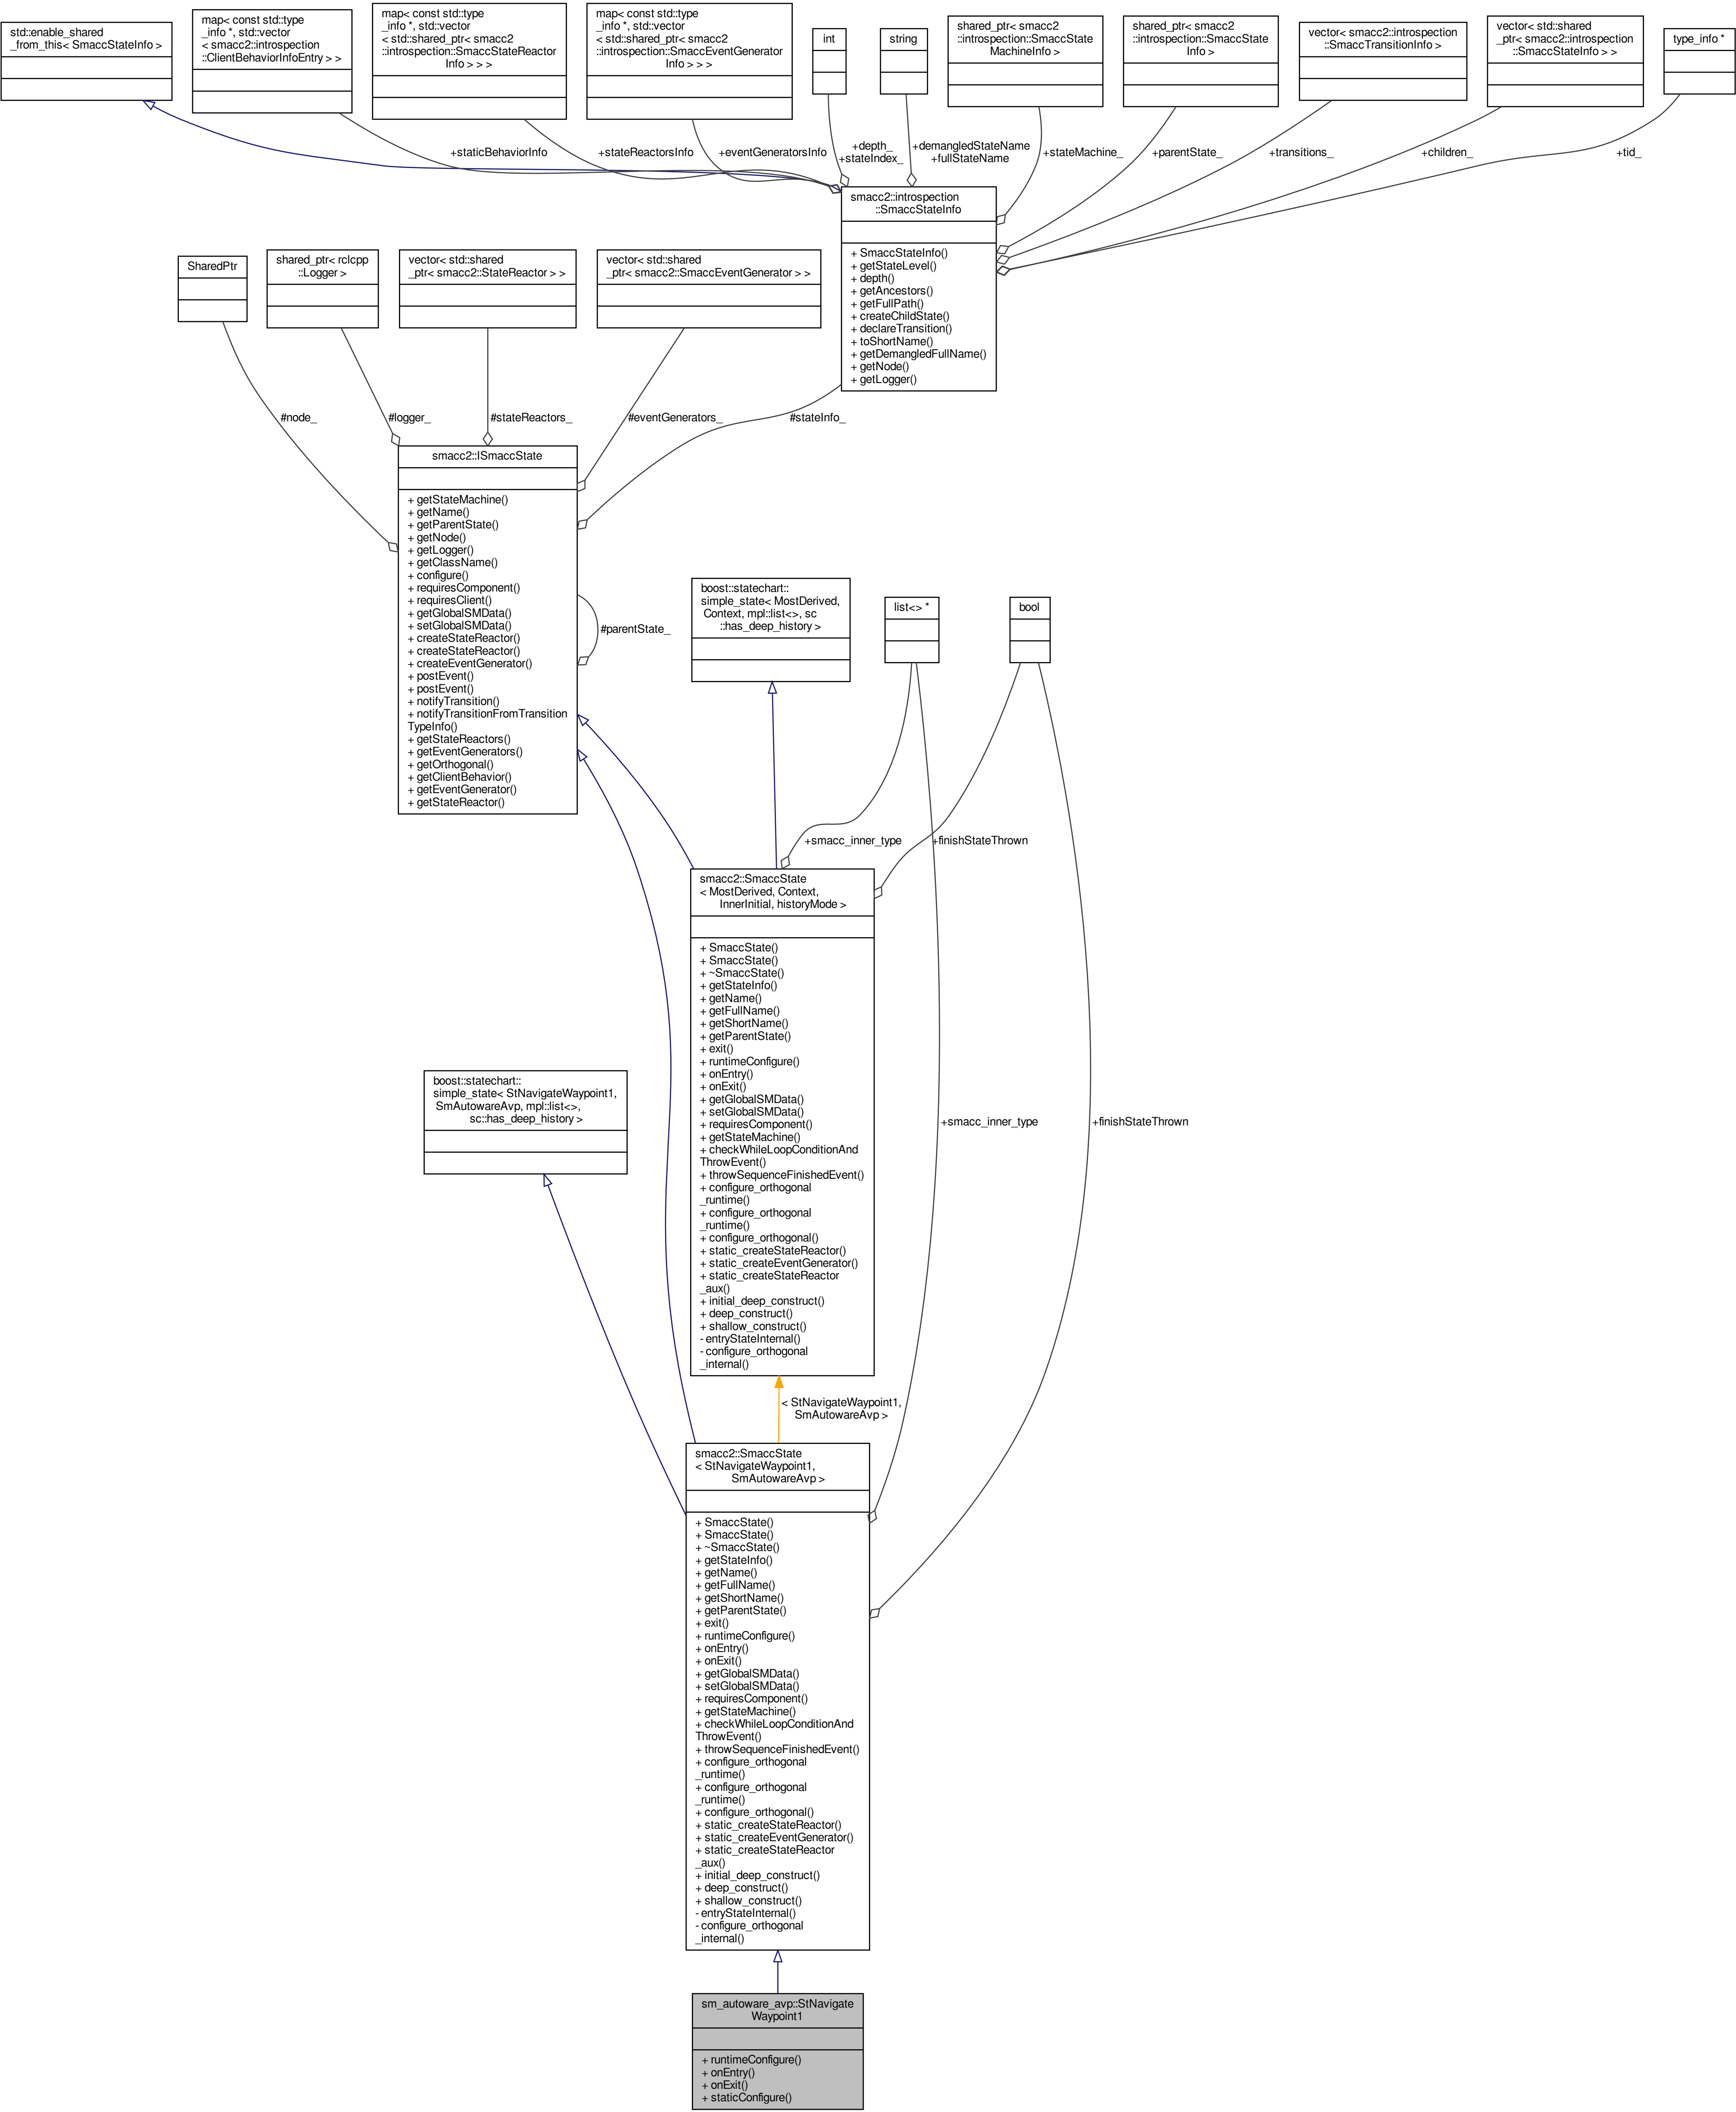 std::enable_shared
_from_this< SmaccStateInfo >
map< const std::type
_info *, std::vector
< smacc2::introspection
::ClientBehaviorInfoEntry > >
map< const std::type
_info *, std::vector
< std::shared_ptr< smacc2
::introspection::SmaccStateReactor
Info > > >
map< const std::type
_info *, std::vector
< std::shared_ptr< smacc2
::introspection::SmaccEventGenerator
Info > > >
int
string
shared_ptr< smacc2
::introspection::SmaccState
MachineInfo >
shared_ptr< smacc2
::introspection::SmaccState
Info >
vector< smacc2::introspection
::SmaccTransitionInfo >
vector< std::shared
_ptr< smacc2::introspection
::SmaccStateInfo > >
type_info *
+staticBehaviorInfo
+stateReactorsInfo
+eventGeneratorsInfo
+depth_
+stateIndex_
+demangledStateName
+fullStateName
+stateMachine_
+parentState_
+transitions_
+children_
+tid_
smacc2::introspection
::SmaccStateInfo
+ SmaccStateInfo()
+ getStateLevel()
+ depth()
+ getAncestors()
+ getFullPath()
+ createChildState()
+ declareTransition()
+ toShortName()
+ getDemangledFullName()
+ getNode()
+ getLogger()
SharedPtr
shared_ptr< rclcpp
::Logger >
vector< std::shared
_ptr< smacc2::StateReactor > >
vector< std::shared
_ptr< smacc2::SmaccEventGenerator > >
#node_
#logger_
#stateReactors_
#eventGenerators_
#stateInfo_
smacc2::ISmaccState
+ getStateMachine()
+ getName()
+ getParentState()
+ getNode()
+ getLogger()
+ getClassName()
+ configure()
+ requiresComponent()
+ requiresClient()
+ getGlobalSMData()
+ setGlobalSMData()
+ createStateReactor()
+ createStateReactor()
+ createEventGenerator()
+ postEvent()
+ postEvent()
+ notifyTransition()
+ notifyTransitionFromTransition
TypeInfo()
+ getStateReactors()
+ getEventGenerators()
+ getOrthogonal()
+ getClientBehavior()
+ getEventGenerator()
+ getStateReactor()
#parentState_
boost::statechart::
simple_state< MostDerived,
Context, mpl::list<>, sc
::has_deep_history >
list<> *
bool
+smacc_inner_type
+finishStateThrown
smacc2::SmaccState
< MostDerived, Context,
InnerInitial, historyMode >
+ SmaccState()
+ SmaccState()
+ ~SmaccState()
+ getStateInfo()
+ getName()
+ getFullName()
+ getShortName()
+ getParentState()
+ exit()
+ runtimeConfigure()
+ onEntry()
+ onExit()
+ getGlobalSMData()
+ setGlobalSMData()
+ requiresComponent()
+ getStateMachine()
+ checkWhileLoopConditionAnd
ThrowEvent()
+ throwSequenceFinishedEvent()
+ configure_orthogonal
_runtime()
+ configure_orthogonal
_runtime()
+ configure_orthogonal()
+ static_createStateReactor()
+ static_createEventGenerator()
+ static_createStateReactor
_aux()
+ initial_deep_construct()
+ deep_construct()
+ shallow_construct()
- entryStateInternal()
- configure_orthogonal
_internal()
boost::statechart::
simple_state< StNavigateWaypoint1,
SmAutowareAvp, mpl::list<>,
sc::has_deep_history >
+smacc_inner_type
+finishStateThrown
< StNavigateWaypoint1,
SmAutowareAvp >
smacc2::SmaccState
< StNavigateWaypoint1,
SmAutowareAvp >
+ SmaccState()
+ SmaccState()
+ ~SmaccState()
+ getStateInfo()
+ getName()
+ getFullName()
+ getShortName()
+ getParentState()
+ exit()
+ runtimeConfigure()
+ onEntry()
+ onExit()
+ getGlobalSMData()
+ setGlobalSMData()
+ requiresComponent()
+ getStateMachine()
+ checkWhileLoopConditionAnd
ThrowEvent()
+ throwSequenceFinishedEvent()
+ configure_orthogonal
_runtime()
+ configure_orthogonal
_runtime()
+ configure_orthogonal()
+ static_createStateReactor()
+ static_createEventGenerator()
+ static_createStateReactor
_aux()
+ initial_deep_construct()
+ deep_construct()
+ shallow_construct()
- entryStateInternal()
- configure_orthogonal
_internal()
sm_autoware_avp::StNavigate
Waypoint1
+ runtimeConfigure()
+ onEntry()
+ onExit()
+ staticConfigure()